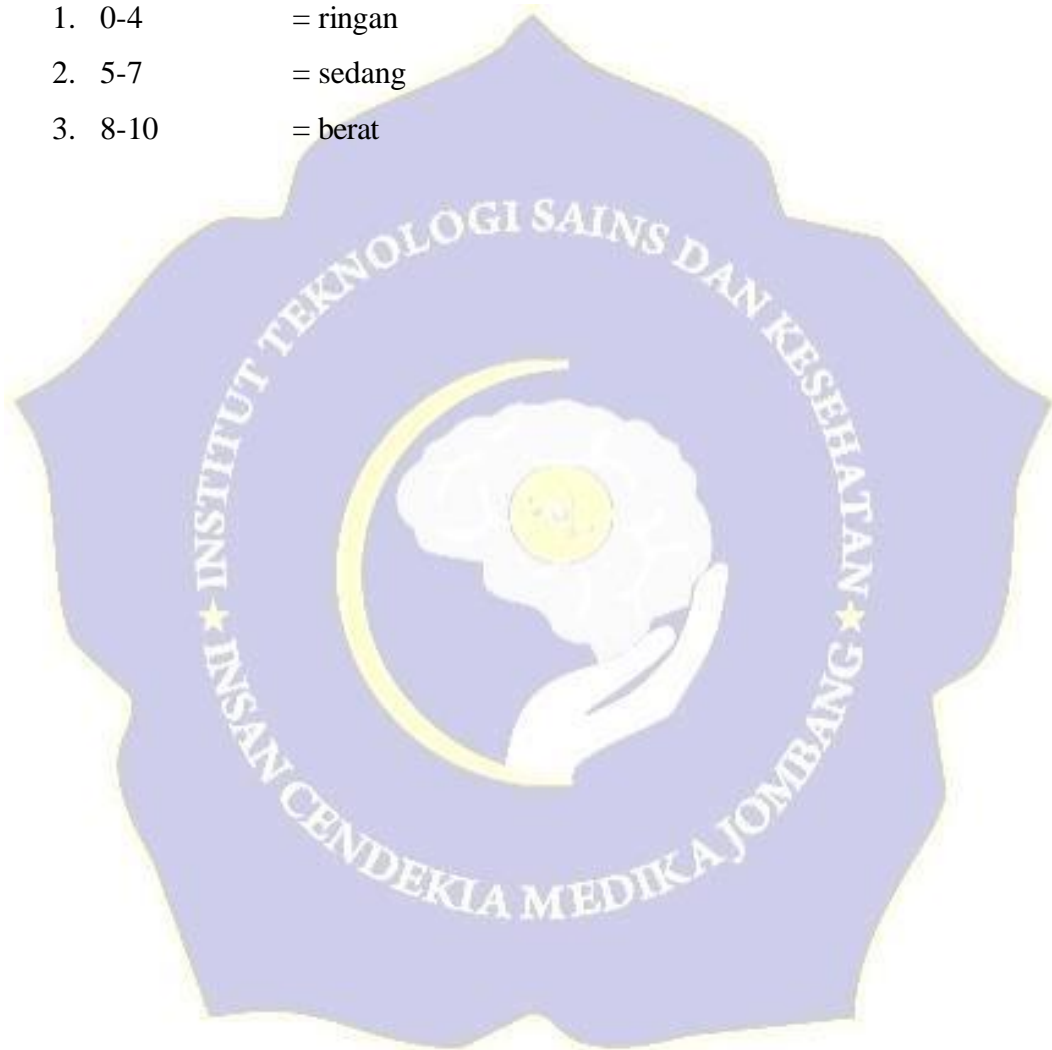 1. 0-4 = ringan
2. 5-7 = sedang
3. 8-10 = berat
INSTITUT TEKNOLOGI SAINS DAN KESEHATAN
INSAN CENDEKIA MEDIKA JOMBANG